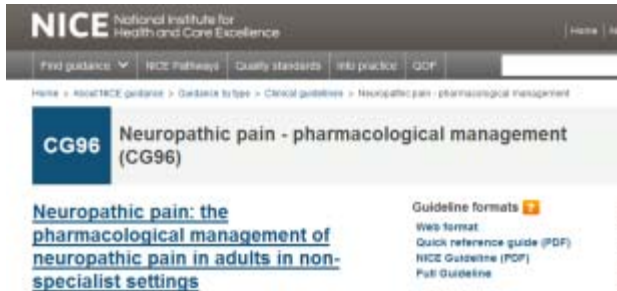 NICE National Institute for
Health and Care Excellence
Home
Find guidance
NICE Pathways
Quality standards
Into practice
QOF
Home > About NICE guidance > Guidance by type > Clinical guidelines > Neuropathic pain - pharmacological management
CG96
Neuropathic pain - pharmacological management
(CG96)
Neuropathic pain: the
pharmacological management of
neuropathic pain in adults in non-
specialist settings
Guideline formats ?
Web format
Quick reference guide (PDF)
NICE Guideline (PDF)
Full Guideline